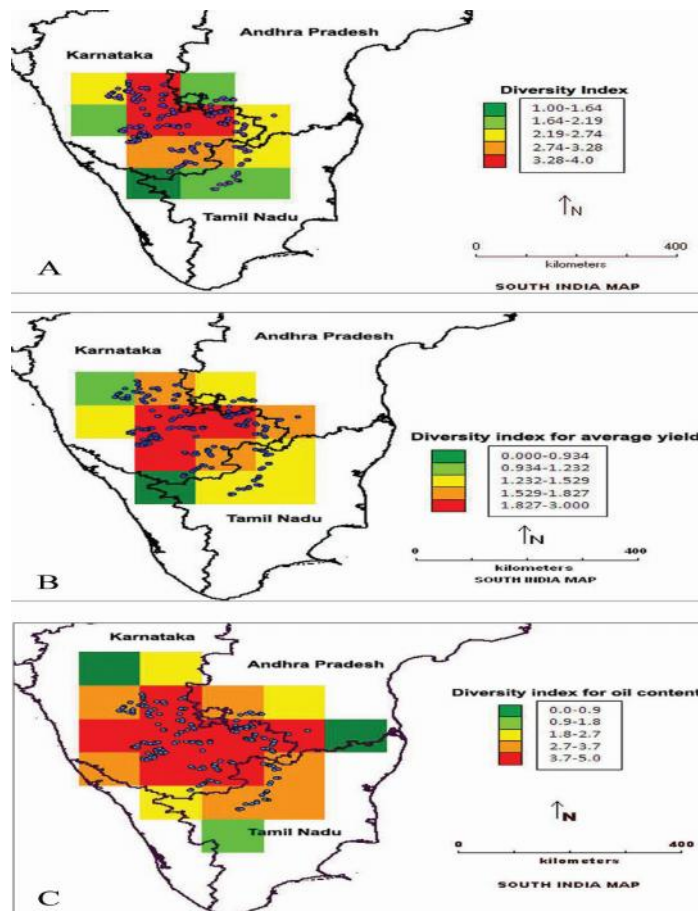 Andhra Pradesh
Karnataka
Diversity Index
1.00-1.64
1.64-2.19
2.19-2.74
2.74-3.28
3.28-4.0
N
Tamil Nadu
0 400
kilometers
SOUTH INDIA MAP
A
Andhra Pradesh
Karnataka
Diversity index for average yield
0.000-0.934
0.934-1.232
1.232-1.529
1.529-1.827
1.827-3.000
Tamil Nadu
N
0 400
kilometers
SOUTH INDIA MAP
B
Karnataka
Andhra Pradesh
Diversity index for oil content
0.0-0.9
0.9-1.8
1.8-2.7
2.7-3.7
3.7-5.0
N
Tamil Nadu
0 400
kilometers
SOUTH INDIA MAP
C